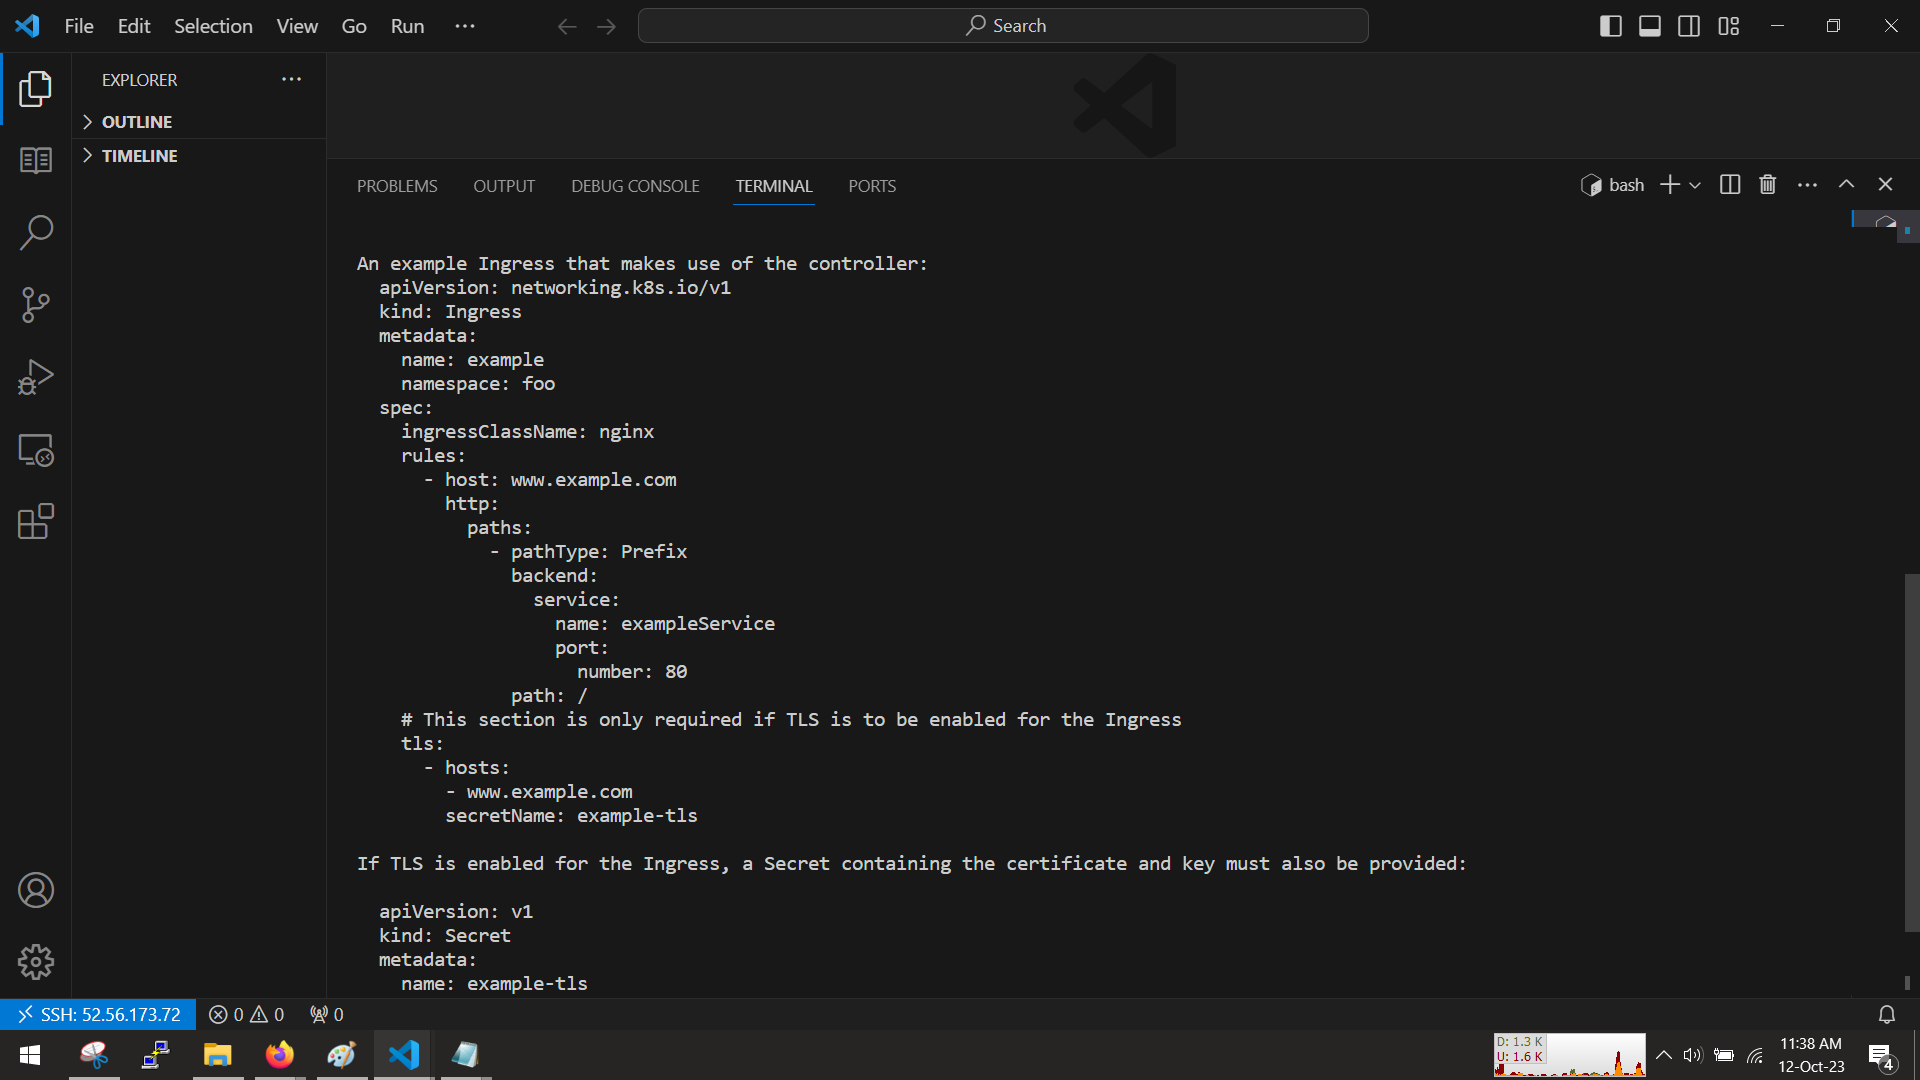 File Edit Selection View Go Run ...
Search
EXPLORER
OUTLINE
TIMELINE
PROBLEMS OUTPUT DEBUG CONSOLE TERMINAL PORTS
bash
An example Ingress that makes use of the controller:
  apiVersion: networking.k8s.io/v1
  kind: Ingress
  metadata:
    name: example
    namespace: foo
  spec:
    ingressClassName: nginx
    rules:
      - host: www.example.com
        http:
          paths:
            - pathType: Prefix
              backend:
                service:
                  name: exampleService
                  port:
                    number: 80
              path: /
    # This section is only required if TLS is to be enabled for the Ingress
    tls:
      - hosts:
        - www.example.com
        secretName: example-tls
If TLS is enabled for the Ingress, a Secret containing the certificate and key must also be provided:
  apiVersion: v1
  kind: Secret
  metadata:
    name: example-tls
SSH: 52.56.173.72 0 0 0
D: 1.3 K
U: 1.6 K
11:38 AM
12-Oct-23
4